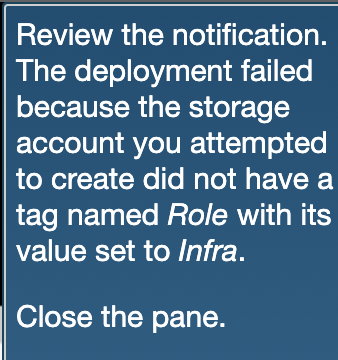 Review the notification.
The deployment failed
because the storage
account you attempted
to create did not have a
tag named Role with its
value set to Infra.
Close the pane.